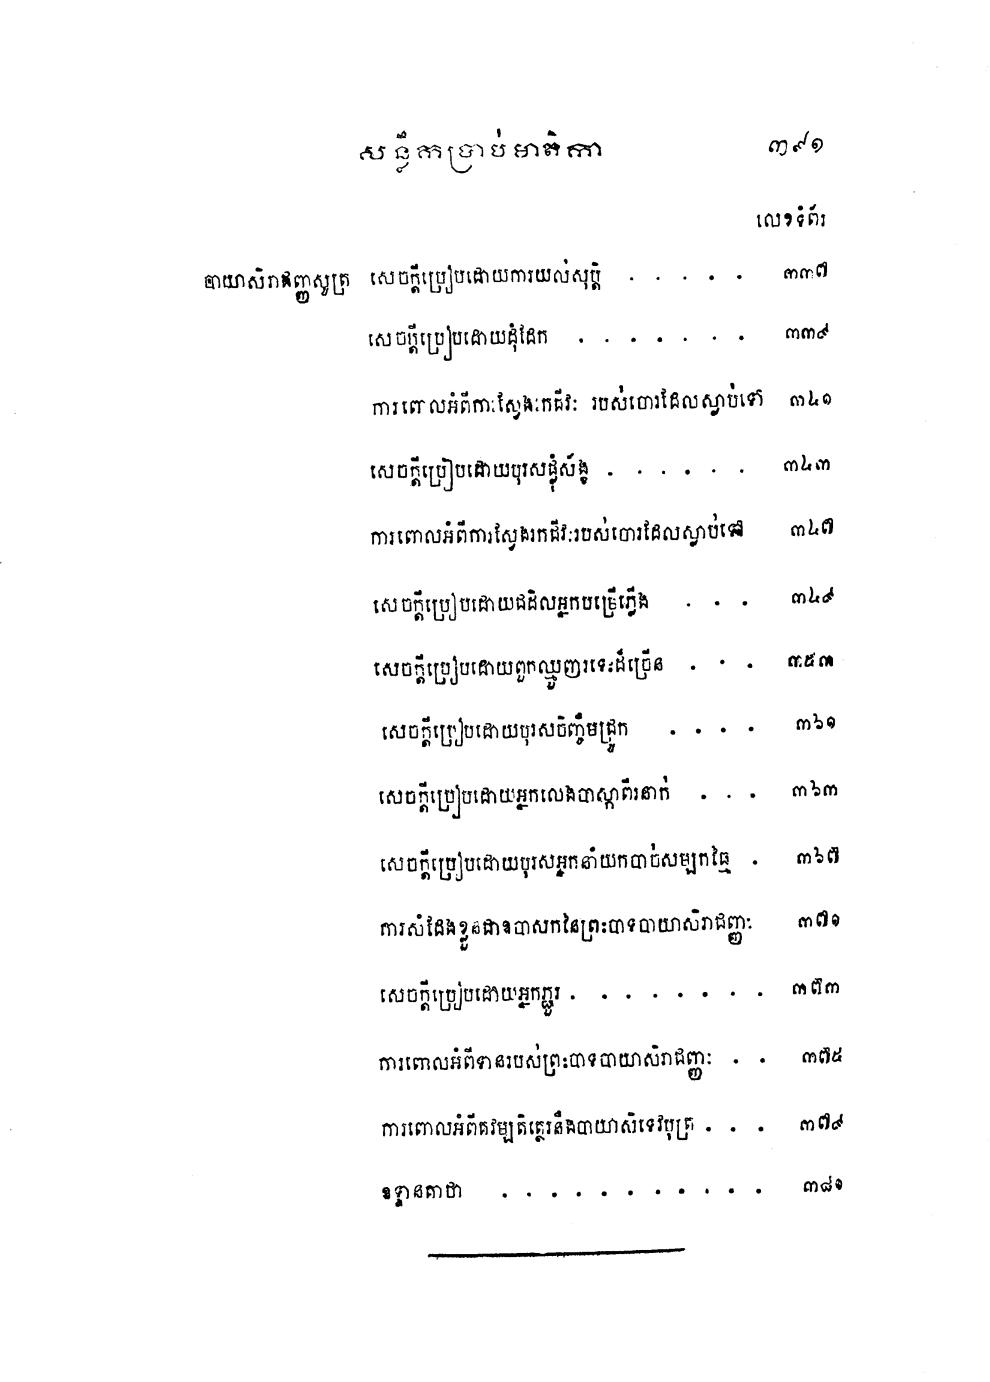 សន្លឹកប្រាប់មាតិកា ៣៩១
លេខទំព័រ
បាយាសិរាជញ្ញសូត្រ សេចក្តីប្រៀបដោយការយល់សុប្តិ . . . . . ៣៣៧
សេចក្តីប្រៀបដោយដុំដែក . . . . . . . ៣៣៩
ការពោលអំពីការស្វែងរកជីវៈ របស់ចោរដែលស្លាប់ទៅ ៣៤១
សេចក្តីប្រៀបដោយបុរសផ្លុំស័ង្ខ . . . . . . ៣៤៣
ការពោលអំពីការស្វែងរកជីវៈរបស់ចោរដែលស្លាប់ទៅ ៣៤៧
សេចក្តីប្រៀបដោយជដិលអ្នកបម្រើភ្លើង . . . ៣៤៩
សេចក្តីប្រៀបដោយពួកឈ្មួញរទេះដ៏ច្រើន . . . ៣៥៣
សេចក្តីប្រៀបដោយបុរសចិញ្ចឹមជ្រូក . . . . ៣៦១
សេចក្តីប្រៀបដោយអ្នកលេងបាស្កាពីរនាក់ . . . ៣៦៣
សេចក្តីប្រៀបដោយបុរសអ្នកនាំយកបាច់សម្បកធ្មៃ . ៣៦៧
ការសំដែងខ្លួនជាឧបាសកនៃព្រះបាទបាយាសិរាជញ្ញៈ ៣៧១
សេចក្តីប្រៀបដោយអ្នកភ្ជួរ . . . . . . . . ៣៧៣
ការពោលអំពីទានរបស់ព្រះបាទបាយាសិរាជញ្ញៈ . . ៣៧៥
ការពោលអំពីគវម្បតិត្ថេរនឹងបាយាសិទេវបុត្រ . . . ៣៧៩
ឧទ្ទានគាថា . . . . . . . . . . . ៣៨១